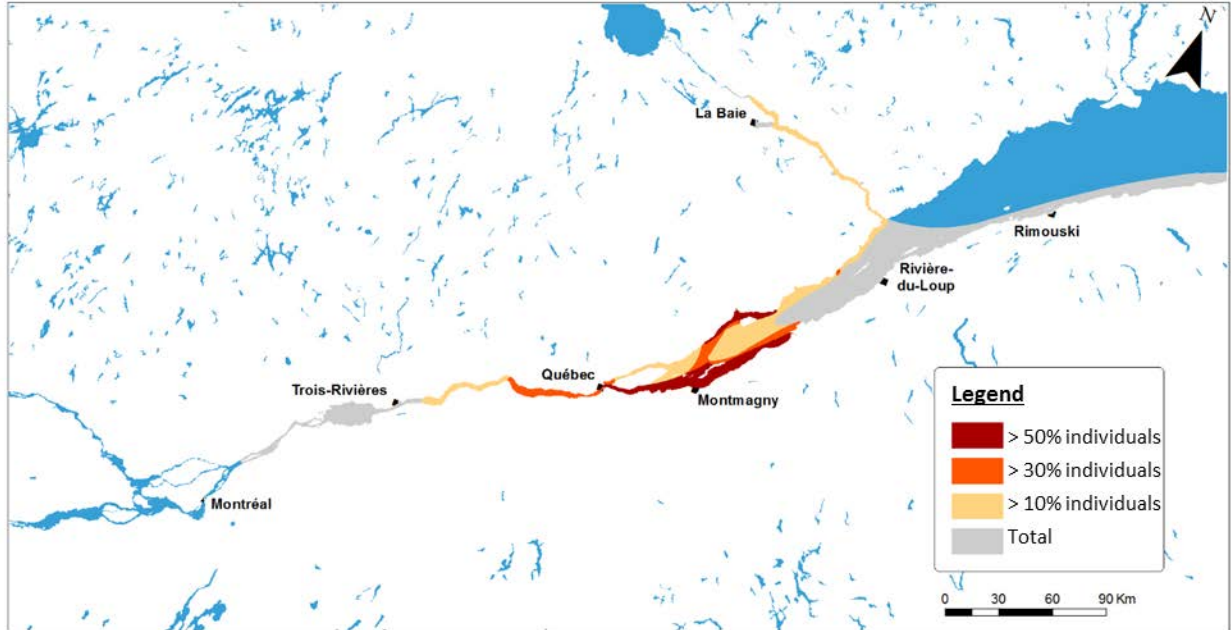 N
La Baie
Rimouski
Rivière-
du-Loup
Québec
Trois-Rivières
Montmagny
Montréal
Legend
> 50% individuals
> 30% individuals
> 10% individuals
Total
0 30 60 90 Km